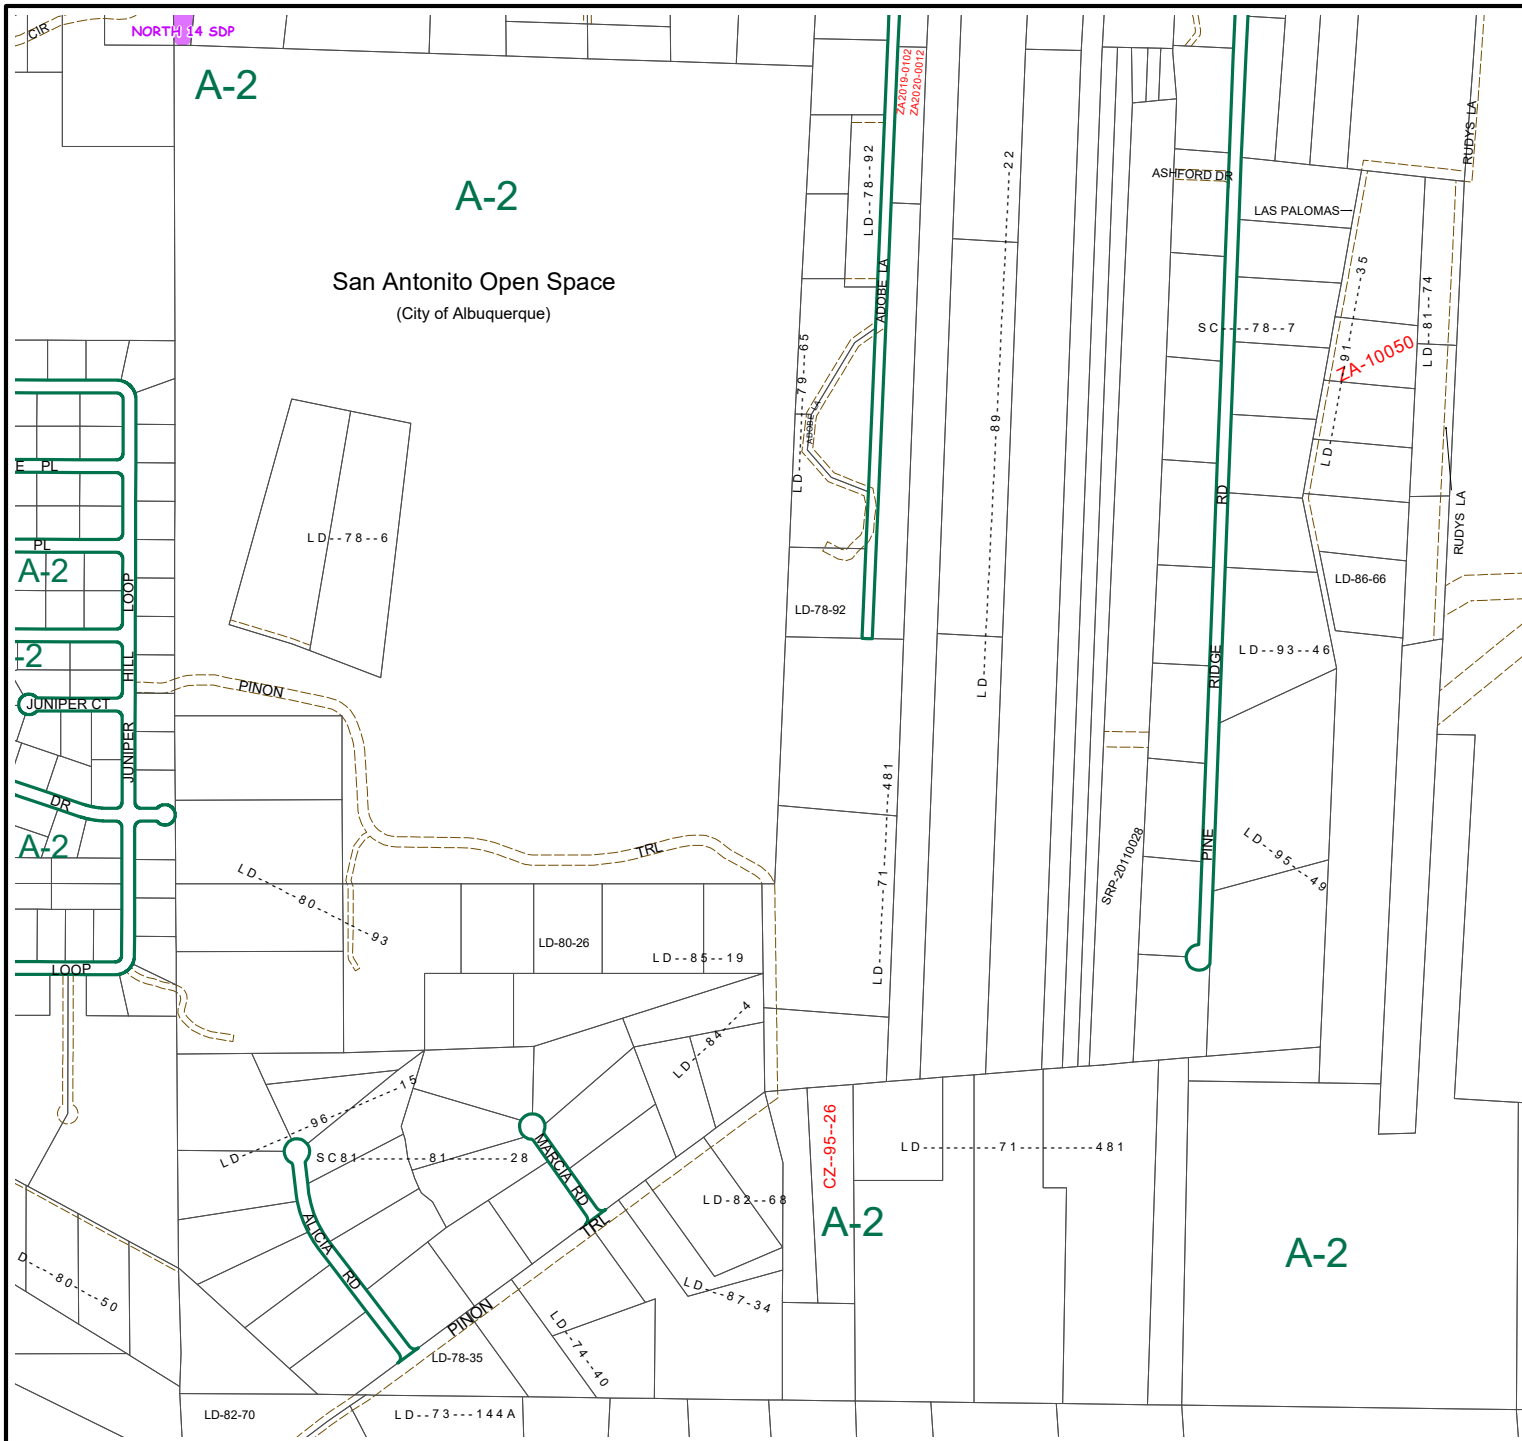 CIR
NORTH 14 SDP
A-2
A-2
San Antonito Open Space
(City of Albuquerque)
ZA2019-0102
ZA2020-0012
LD--78--92
ADOBE LA
LD--------79---65
ADOBE LA
LD-78-92
LD-----------------89---------------------22
ASHFORD DR
LAS PALOMAS
RUDYS LA
SC----78--7
LD---------91--------35
ZA-10050
LD---81--74
RUDYS LA
LD-86-66
LD--93--46
RD
RIDGE
PINE
LD---95---49
SRP-20110028
LD------71--------481
E PL
PL
A-2
-2
JUNIPER CT
LOOP
HILL
JUNIPER
DR
A-2
LOOP
LD--78--6
PINON
TRL
LD------80------93
LD-80-26
LD--85--19
LD---84---4
LD-----96------15
SC81---------81--------28
MARCIA RD
TRL
ALICIA
RD
PINON
LD-82--68
LD---87-34
LD--74--40
LD-78-35
CZ--95--26
A-2
LD---------71---------481
A-2
D----80----50
LD-82-70
LD--73---144A